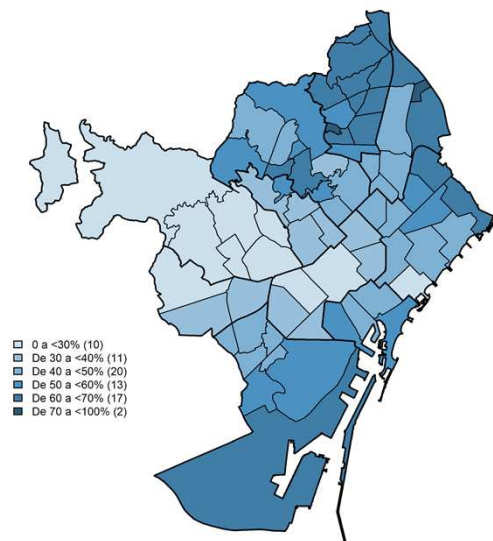 0 a <30% (10)
De 30 a <40% (11)
De 40 a <50% (20)
De 50 a <60% (13)
De 60 a <70% (17)
De 70 a <100% (2)